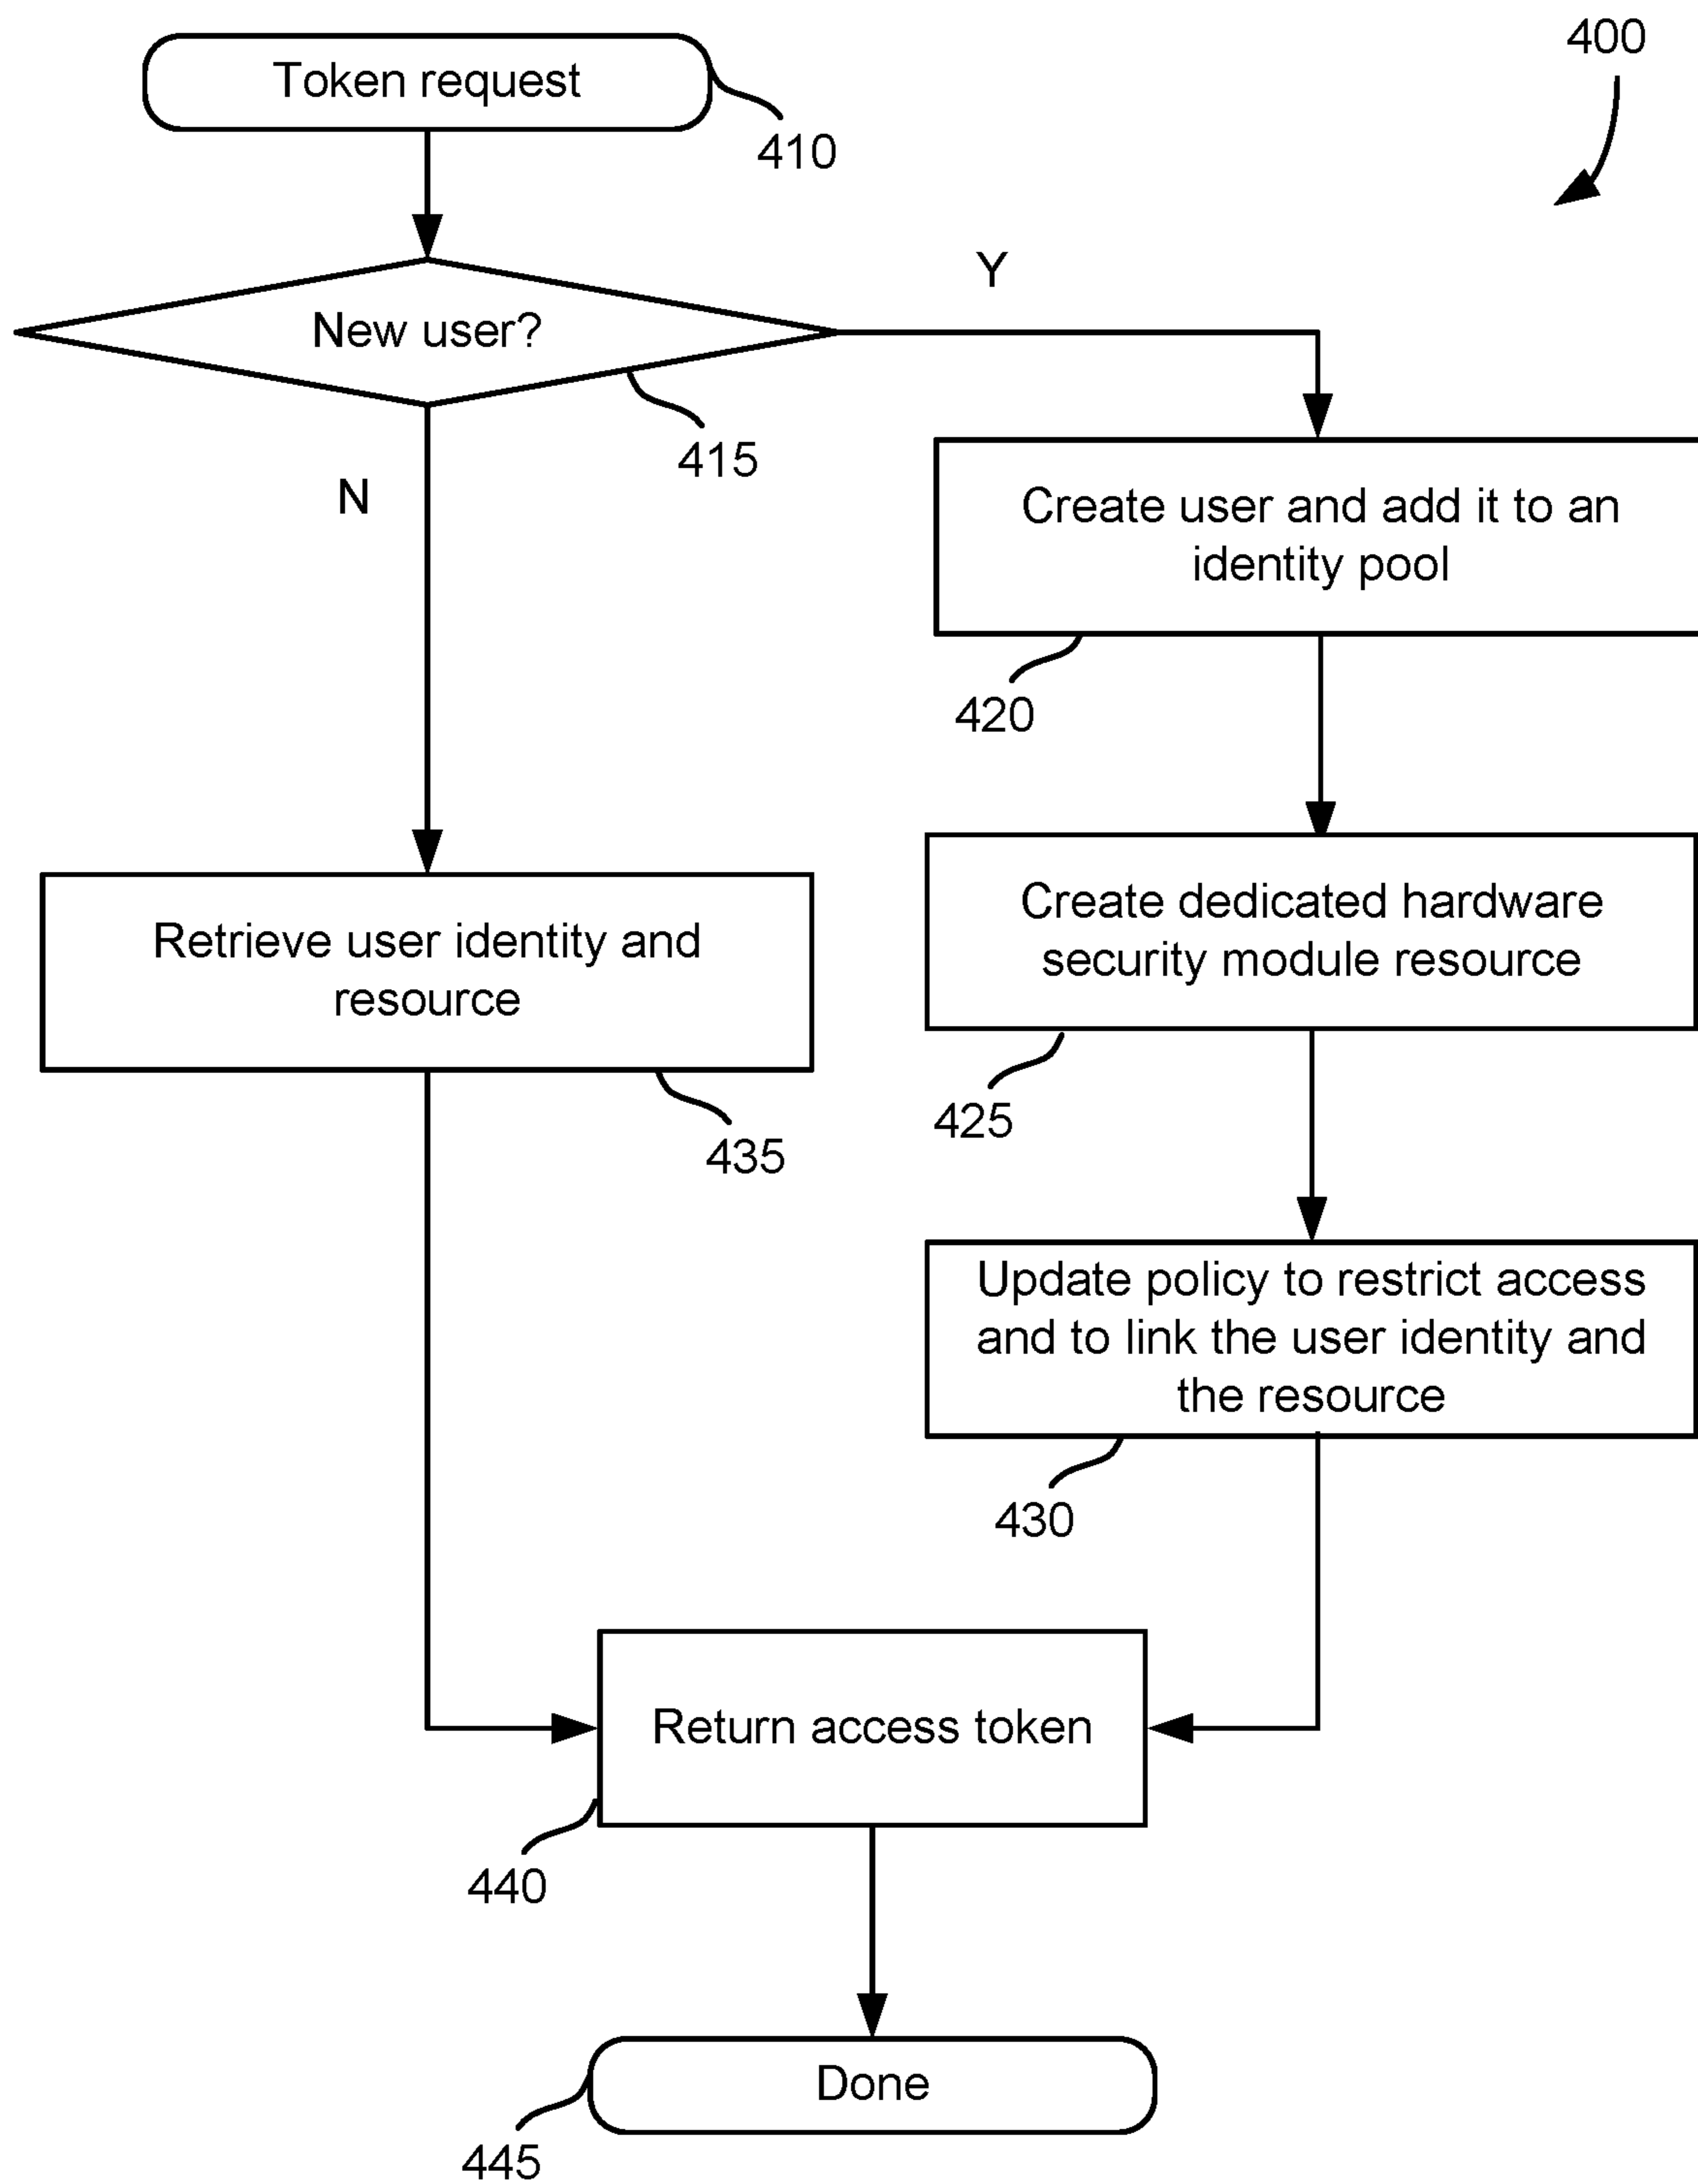 400
Token request
410
New user?
Y
415
N
Create user and add it to an
identity pool
420
Create dedicated hardware
security module resource
425
Retrieve user identity and
resource
435
Update policy to restrict access
and to link the user identity and
the resource
430
Return access token
440
Done
445